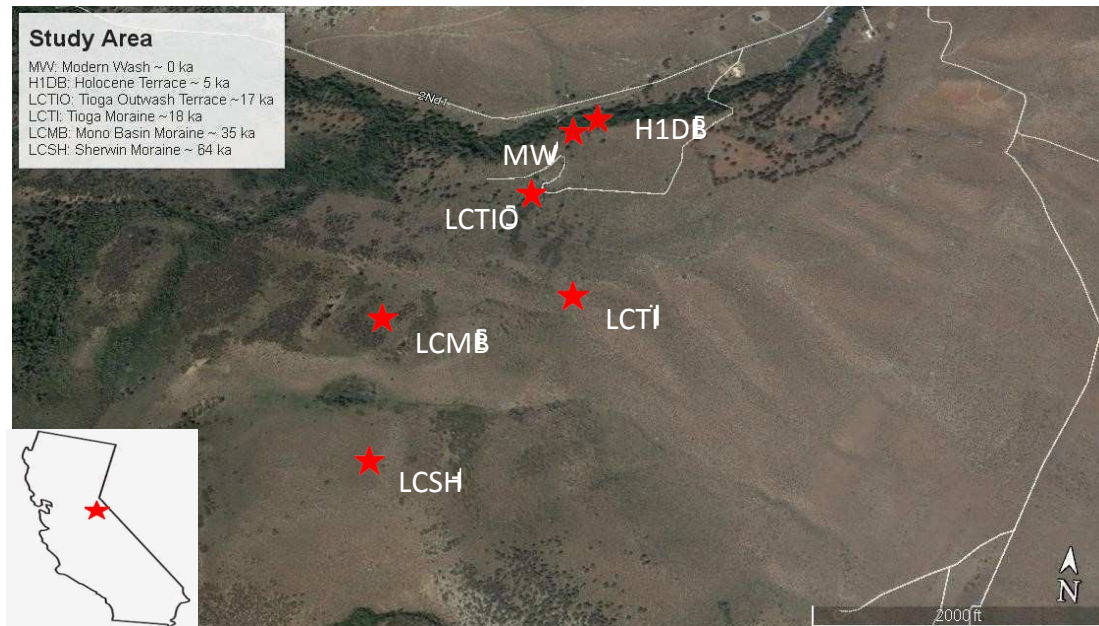 Study Area
MW: Modern Wash ~ 0 ka
H1DB: Holocene Terrace ~ 5 ka
LCTIO: Tioga Outwash Terrace ~17 ka
LCTI: Tioga Moraine ~18 ka
LCMB: Mono Basin Moraine ~ 35 ka
LCSH: Sherwin Moraine ~ 64 ka
2Nd1
H1DB
MW
LCTIO
LCTI
LCMB
LCSH
N
2000 ft